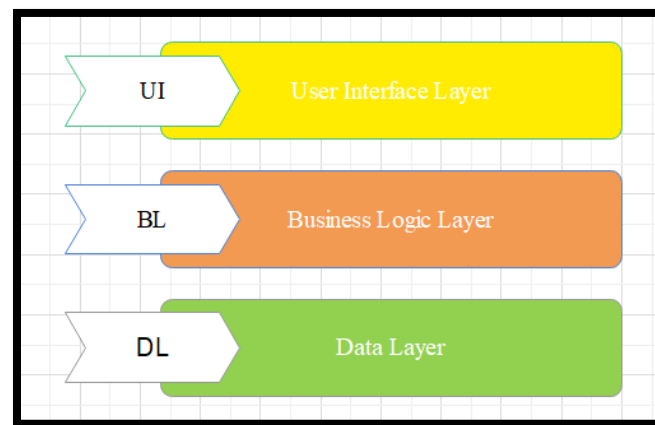 UI
User Interface Layer
BL
Business Logic Layer
DL
Data Layer